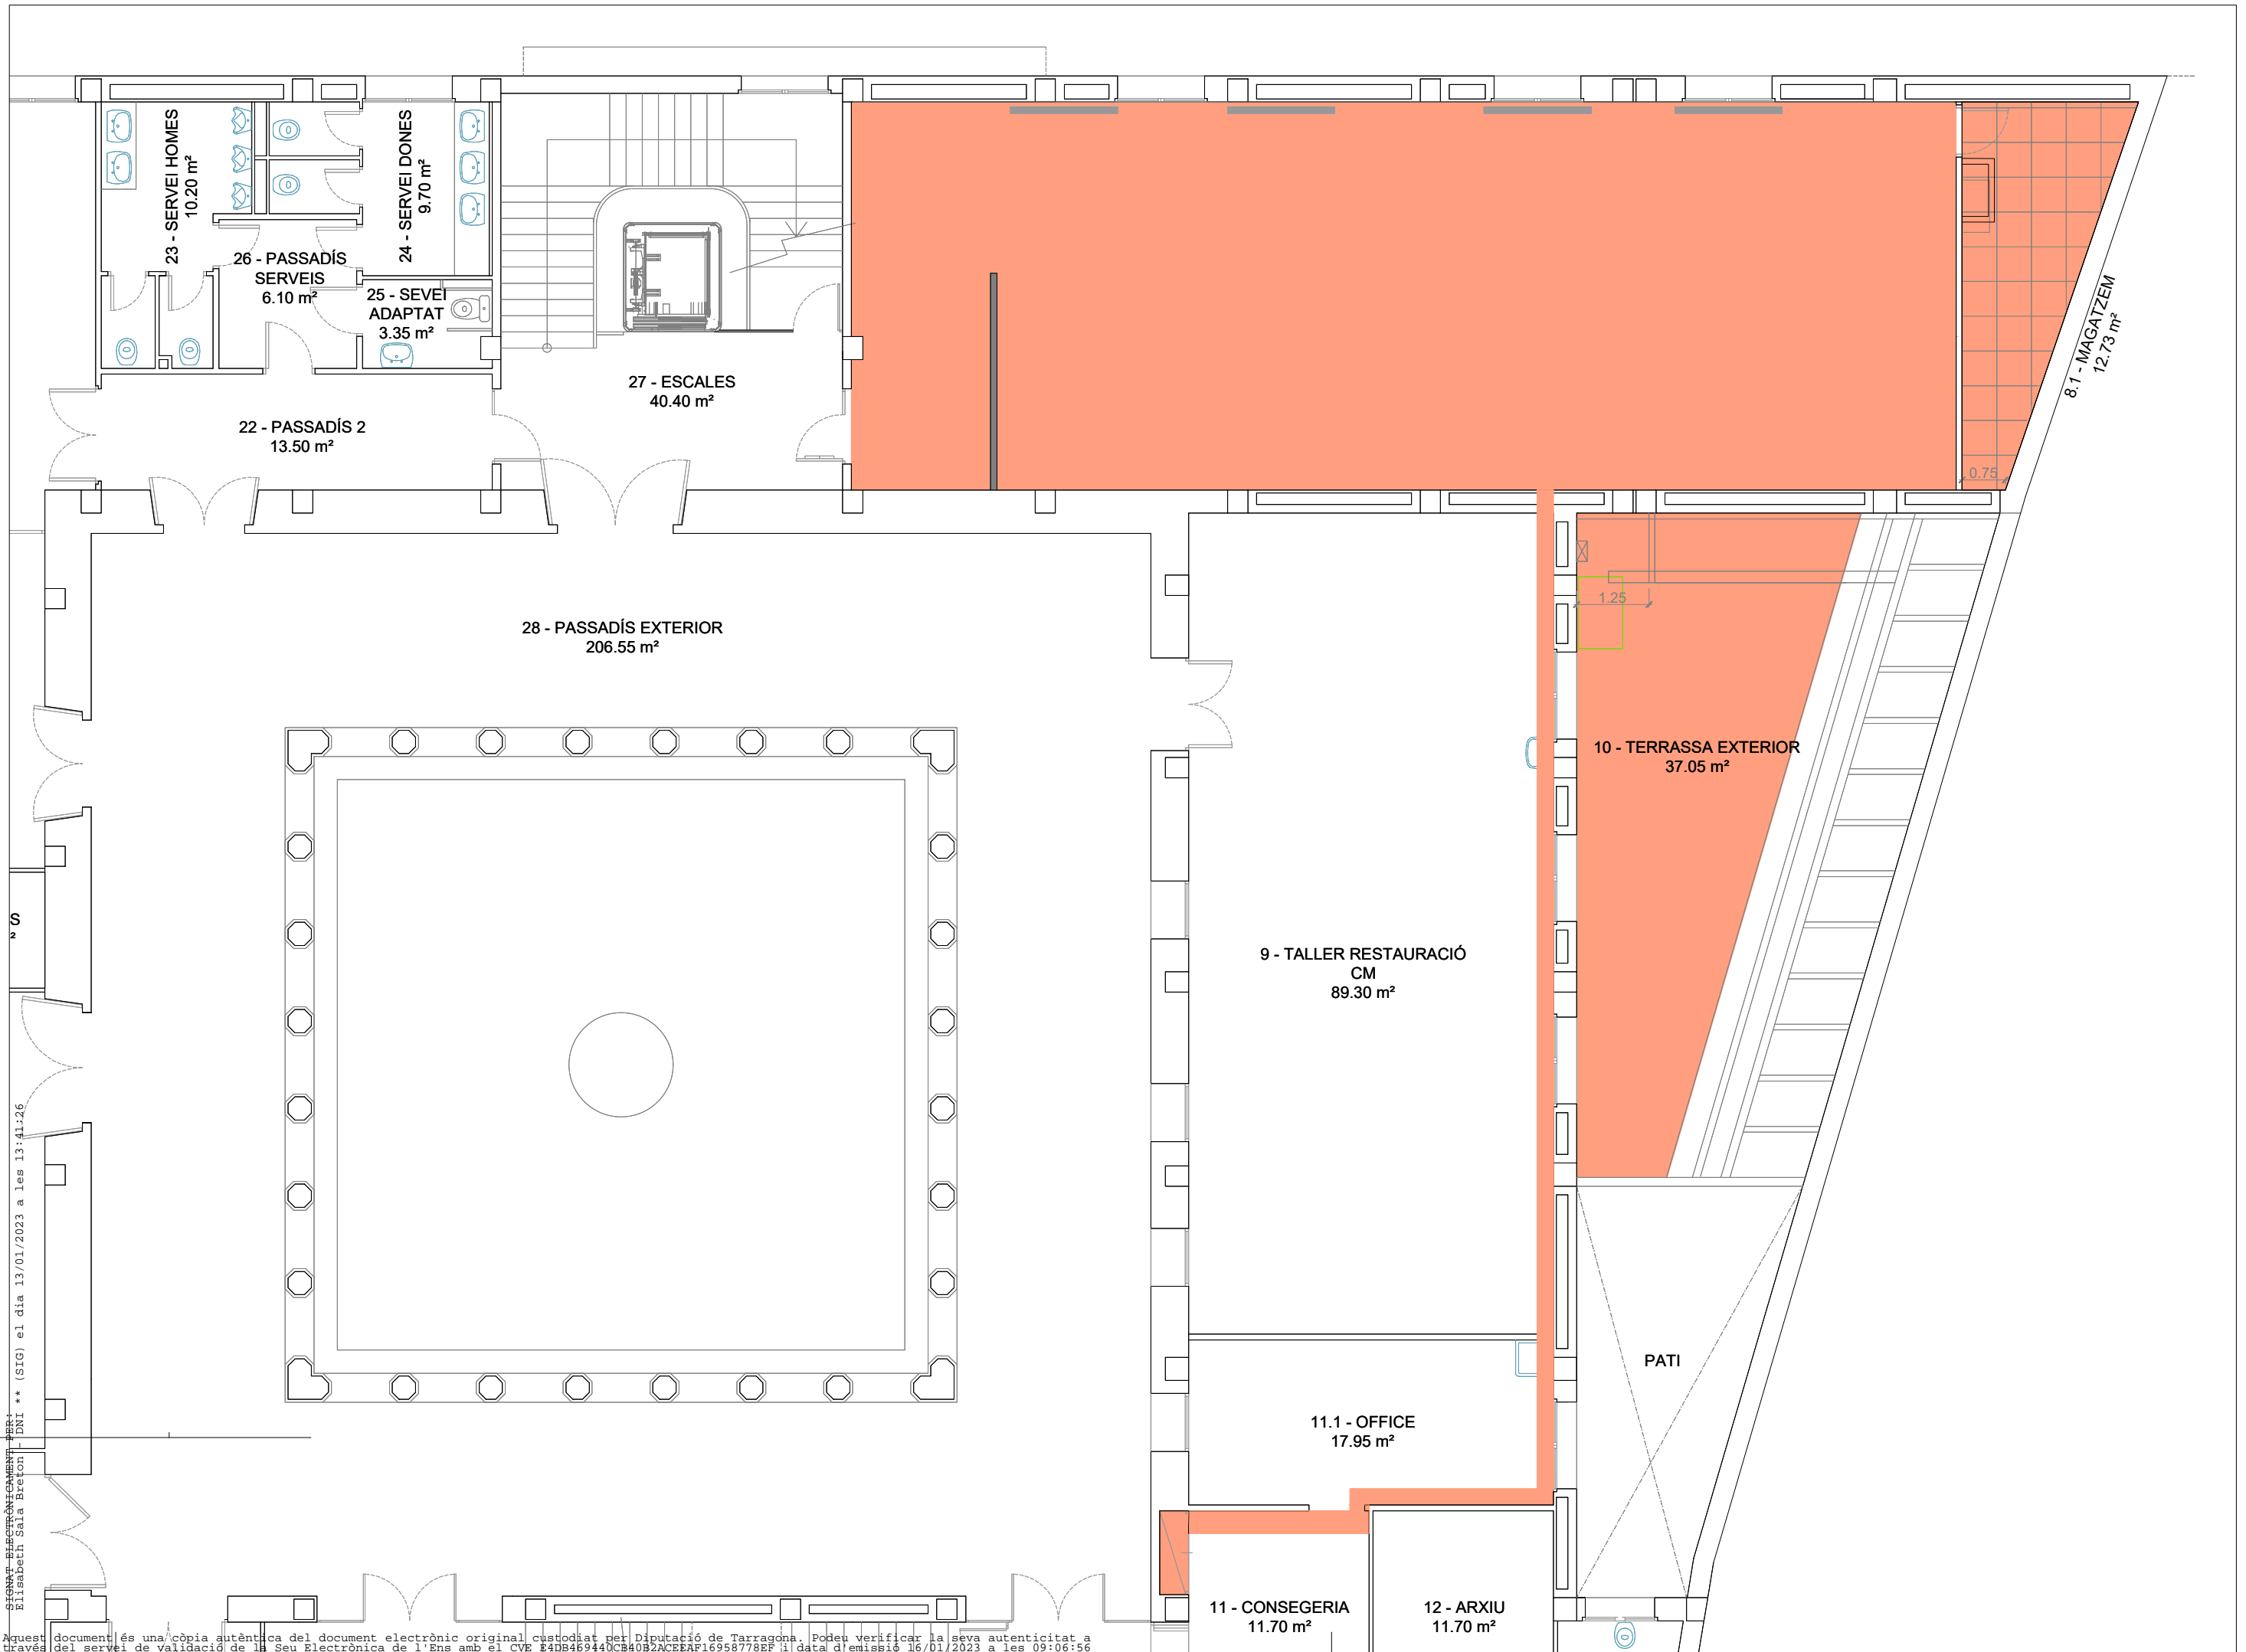 23 - SERVEI HOMES
10.20 m²
24 - SERVEI DONES
9.70 m²
26 - PASSADÍS
SERVEIS
6.10 m²
25 - SEVEI
ADAPTAT
3.35 m²
27 - ESCALES
40.40 m²
22 - PASSADÍS 2
13.50 m²
8.1 - MAGATZEM
12.73 m²
0.75
1.25
28 - PASSADÍS EXTERIOR
206.55 m²
10 - TERRASSA EXTERIOR
37.05 m²
S
²
9 - TALLER RESTAURACIÓ
CM
89.30 m²
PATI
11.1 - OFFICE
17.95 m²
11 - CONSEGERIA
11.70 m²
12 - ARXIU
11.70 m²
SIGNAT ELECTRÒNICAMENT PER:
Elisabeth Sala Breton - DNI ** (SIG) el dia 13/01/2023 a les 13:41:26
Aquest document és una còpia autèntica del document electrònic original custodiat per Diputació de Tarragona. Podeu verificar la seva autenticitat a
través del servei de validació de la Seu Electrònica de l'Ens amb el CVE E4DB469440CB40B2ACEEAF16958778EF i data d'emissió 16/01/2023 a les 09:06:56